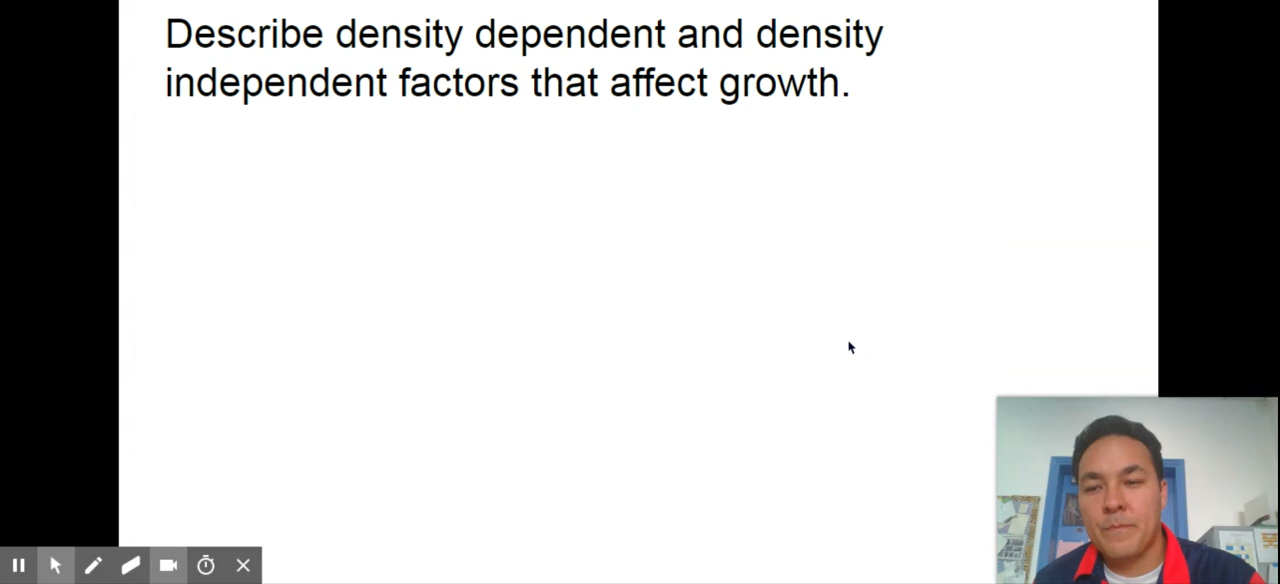 Describe density dependent and density
independent factors that affect growth.